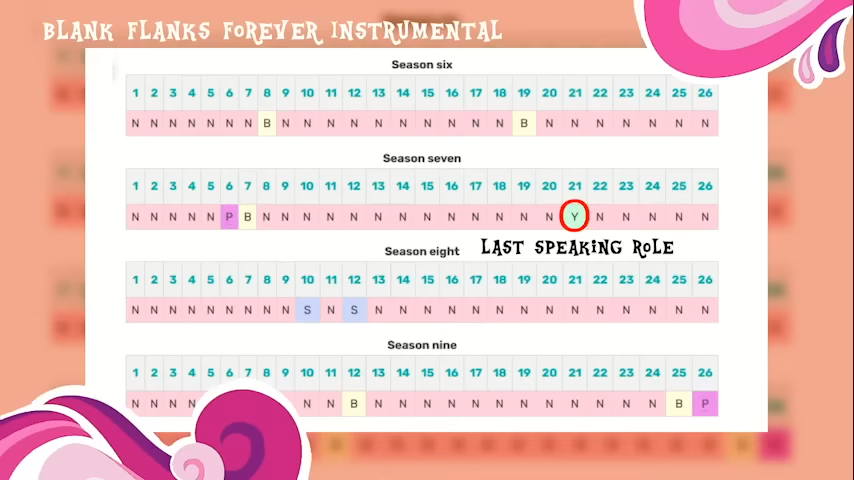 BLANK FLANKS FOREVER INSTRUMENTAL
Season six
1 2 3 4 5 6 7 8 9 10 11 12 13 14 15 16 17 18 19 20 21 22 23 24 25 26
N N N N N N N B N N N N N N N N N N B N N N N N N N
Season seven
1 2 3 4 5 6 7 8 9 10 11 12 13 14 15 16 17 18 19 20 21 22 23 24 25 26
N N N N N P B N N N N N N N N N N N N N Y N N N N N
Season eight LAST SPEAKING ROLE
1 2 3 4 5 6 7 8 9 10 11 12 13 14 15 16 17 18 19 20 21 22 23 24 25 26
N N N N N N N N N S N S N N N N N N N N N N N N N N
Season nine
1 2 3 4 5 6 7 8 9 10 11 12 13 14 15 16 17 18 19 20 21 22 23 24 25 26
N N N N N N B N N N N N N N N N N N N B P